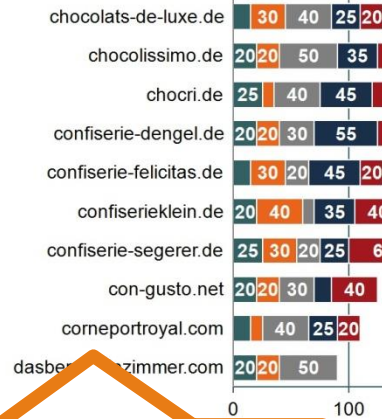 chocolats-de-luxe.de 30 40 25 20
chocolissimo.de 20 20 50 35
chocri.de 25 40 45
confiserie-dengel.de 20 20 30 55
confiserie-felicitas.de 30 20 45 20
confiserieklein.de 20 40 35
confiserie-segerer.de 25 30 20 25
con-gusto.net 20 20 30 40
corneportroyal.com 40 25 20
20 20 50
0 100